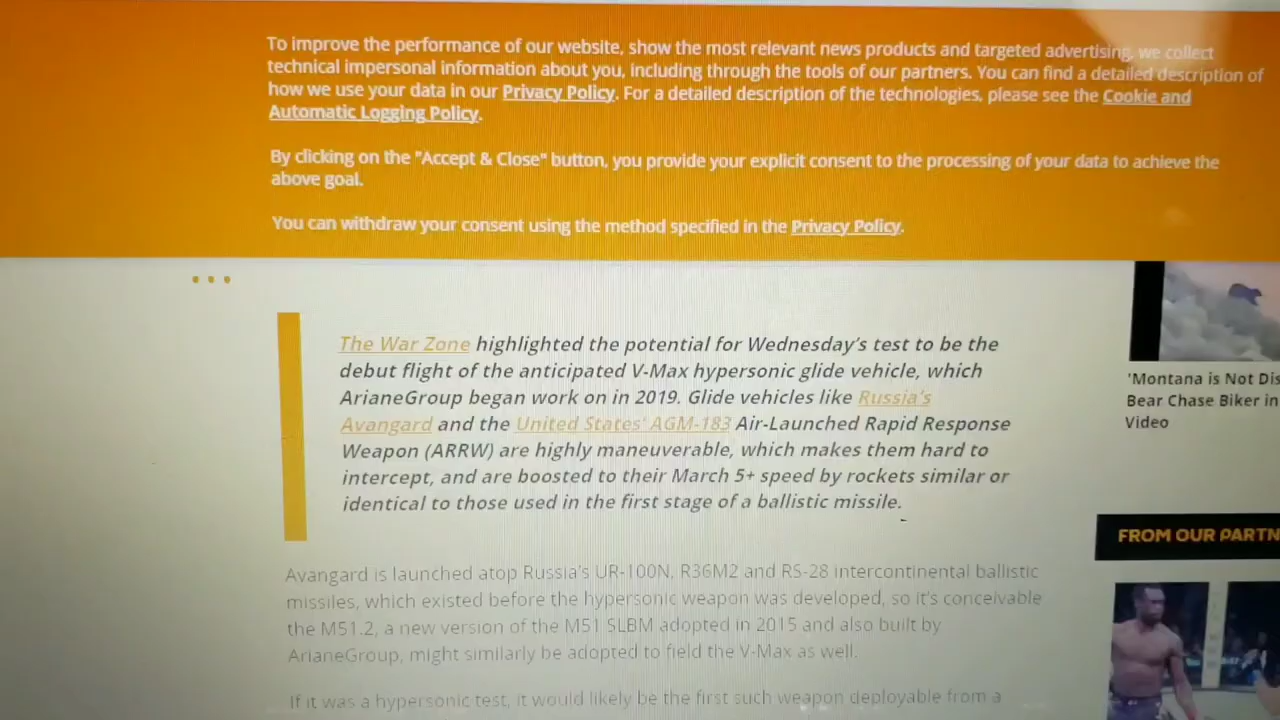 To improve the performance of our website, show the most relevant news products and targeted advertising, we collect
technical impersonal information about you, including through the tools of our partners. You can find a detailed description of
how we use your data in our Privacy Policy. For a detailed description of the technologies, please see the Cookie and
Automatic Logging Policy.
By clicking on the "Accept & Close" button, you provide your explicit consent to the processing of your data to achieve the
above goal.
You can withdraw your consent using the method specified in the Privacy Policy.
The War Zone highlighted the potential for Wednesday's test to be the
debut flight of the anticipated V-Max hypersonic glide vehicle, which
ArianeGroup began work on in 2019. Glide vehicles like Russia's
Avangard and the United States' AGM-183 Air-Launched Rapid Response
Weapon (ARRW) are highly maneuverable, which makes them hard to
intercept, and are boosted to their March 5+ speed by rockets similar or
identical to those used in the first stage of a ballistic missile.
Avangard is launched atop Russia's UR-100N, R36M2 and RS-28 intercontinental ballistic
missiles, which existed before the hypersonic weapon was developed, so it's conceivable
the M51.2, a new version of the M51 SLBM adopted in 2015 and also built by
ArianeGroup, might similarly be adopted to field the V-Max as well.
If it was a hypersonic test, it would likely be the first such weapon deployable from a
'Montana is Not Dis
Bear Chase Biker in
Video
FROM OUR PARTN